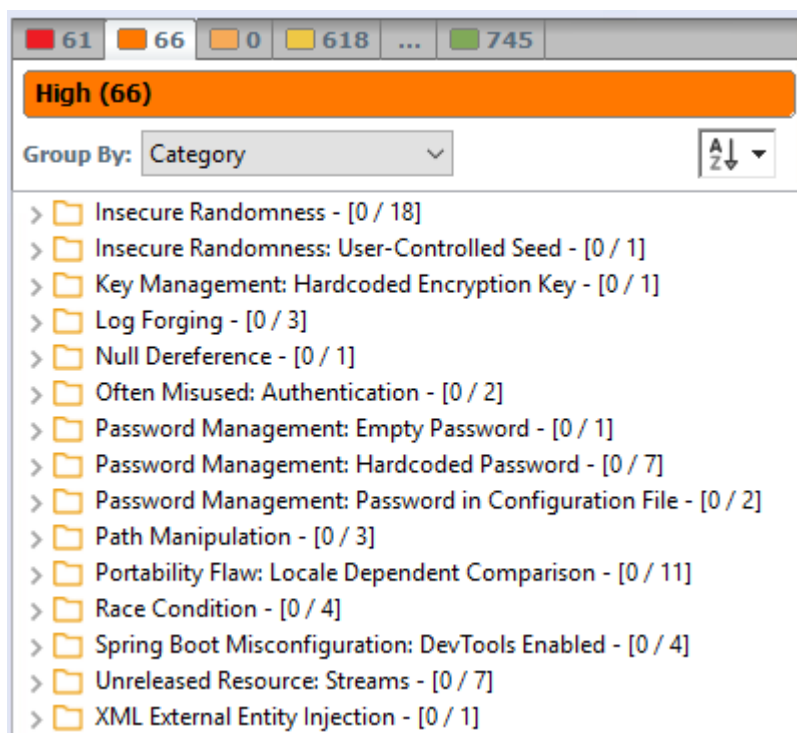 61 66 0 618 ... 745
High (66)
Group By: Category
Insecure Randomness - [0 / 18]
Insecure Randomness: User-Controlled Seed - [0 / 1]
Key Management: Hardcoded Encryption Key - [0 / 1]
Log Forging - [0 / 3]
Null Dereference - [0 / 1]
Often Misused: Authentication - [0 / 2]
Password Management: Empty Password - [0 / 1]
Password Management: Hardcoded Password - [0 / 7]
Password Management: Password in Configuration File - [0 / 2]
Path Manipulation - [0 / 3]
Portability Flaw: Locale Dependent Comparison - [0 / 11]
Race Condition - [0 / 4]
Spring Boot Misconfiguration: DevTools Enabled - [0 / 4]
Unreleased Resource: Streams - [0 / 7]
XML External Entity Injection - [0 / 1]